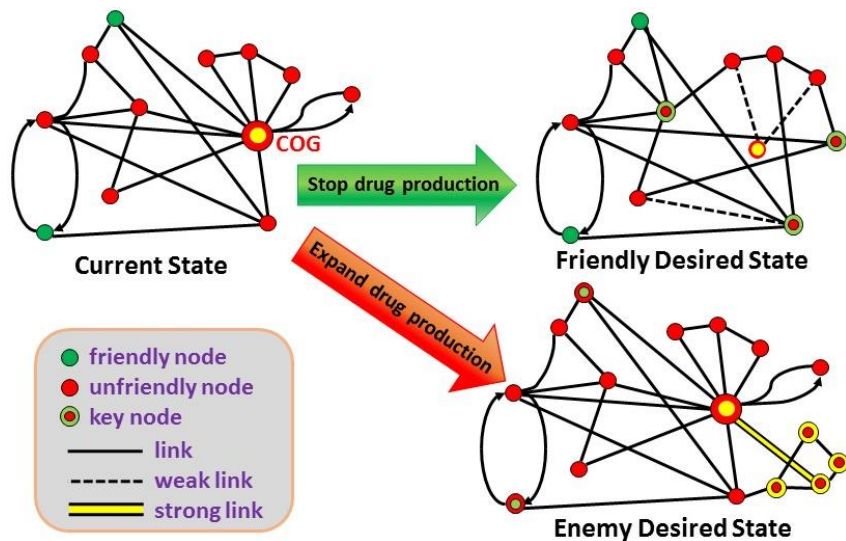 COG
Stop drug production
Current State
Friendly Desired State
Expand drug production
friendly node
unfriendly node
key node
link
weak link
strong link
Enemy Desired State